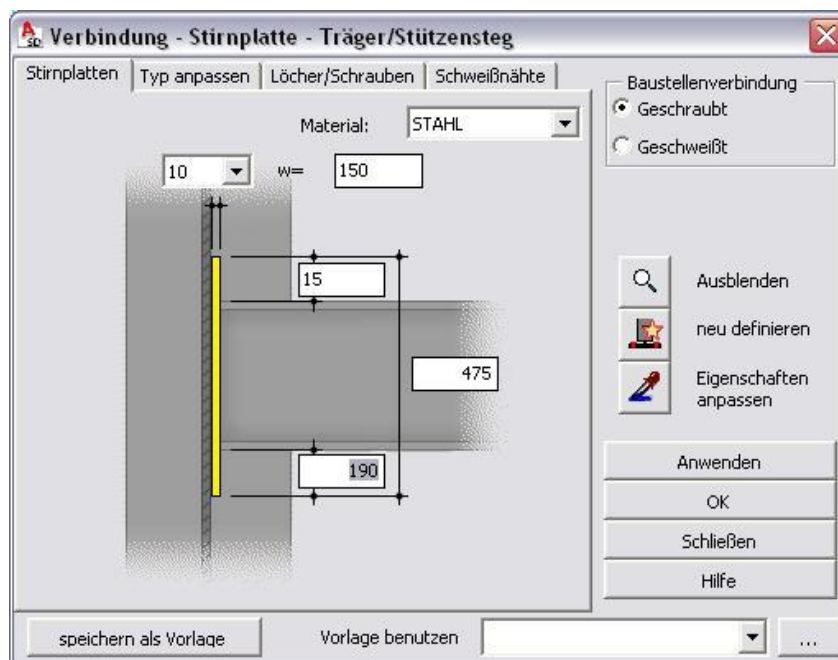 Verbindung - Stirnplatte - Träger/Stützensteg
Stirnplatten
Typ anpassen
Löcher/Schrauben
Schweißnähte
Material:
STAHL
10
w=
150
15
475
190
Baustellenverbindung
Geschraubt
Geschweißt
Ausblenden
neu definieren
Eigenschaften
anpassen
Anwenden
OK
Schließen
Hilfe
speichern als Vorlage
Vorlage benutzen
...